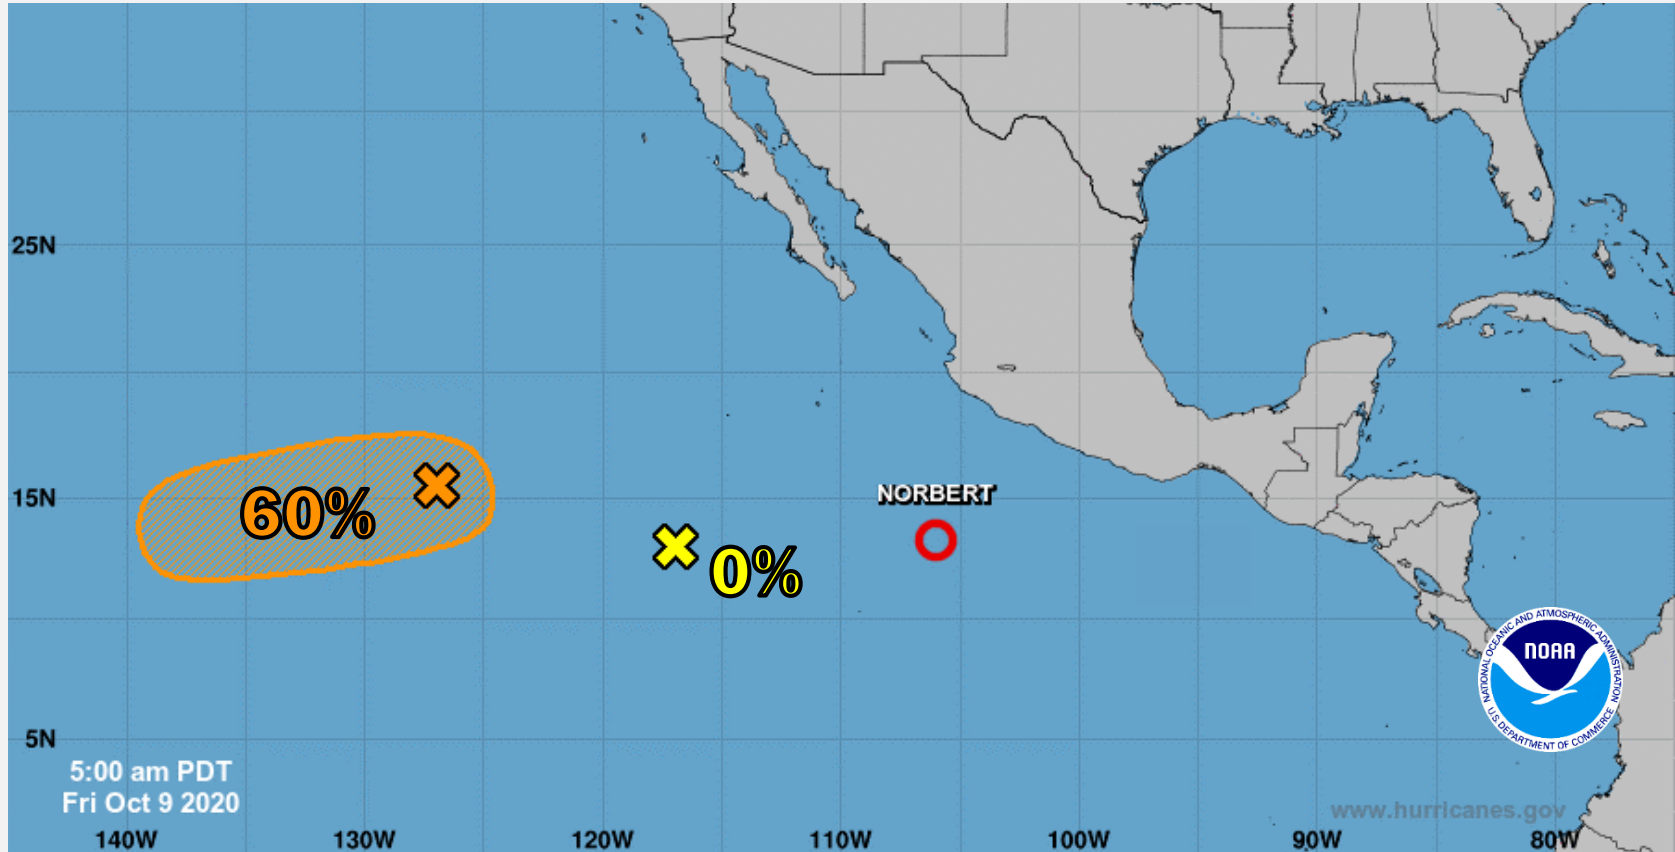 25N
NORBERT
15N
60%
0%
NATIONAL OCEANIC AND ATMOSPHERIC ADMINISTRATION
NOAA
U.S. DEPARTMENT OF COMMERCE
5N
5:00 am PDT
Fri Oct 9 2020
www.hurricanes.gov
140W 130W 120W 110W 100W 90W 80W